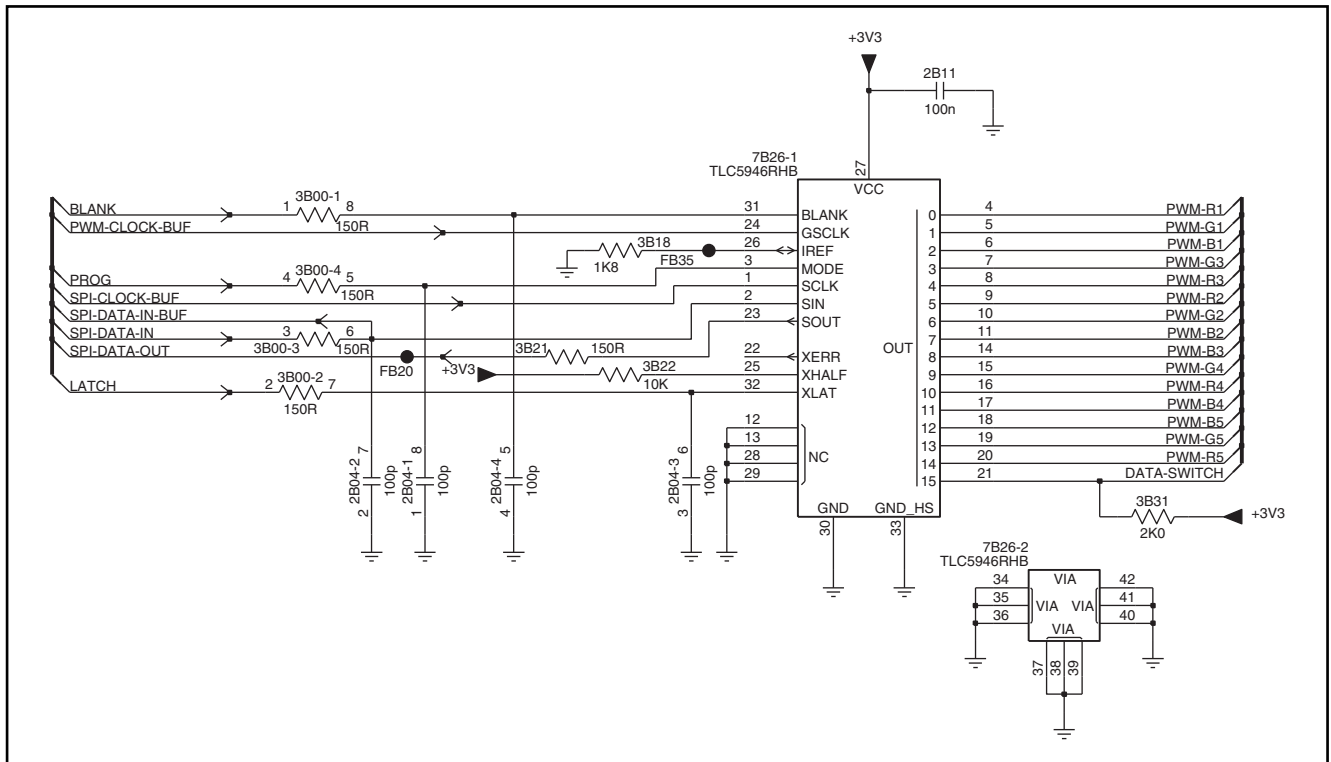 +3V3
2B11
100n
7B26-1
TLC5946RHB
27
VCC
BLANK
1 3B00-1 8
150R
31 BLANK 0 4 PWM-R1
PWM-CLOCK-BUF
24 GSCLK 1 5 PWM-G1
3B18
1K8
FB35
26 IREF 2 6 PWM-B1
3 MODE 3 7 PWM-G3
PROG
4 3B00-4 5
150R
1 SCLK 4 8 PWM-R3
SPI-CLOCK-BUF
2 SIN 5 9 PWM-R2
SPI-DATA-IN-BUF
23 SOUT 6 10 PWM-G2
SPI-DATA-IN
3 6
3B00-3 150R
OUT 7 11 PWM-B2
SPI-DATA-OUT
FB20
3B21 150R
22 XERR 8 14 PWM-B3
+3V3
3B22
10K
25 XHALF 9 15 PWM-G4
LATCH
2 3B00-2 7
150R
32 XLAT 10 16 PWM-R4
11 17 PWM-B4
12 12 18 PWM-B5
13 NC 13 19 PWM-G5
28 14 20 PWM-R5
29 15 21 DATA-SWITCH
7 2B04-2 100p 2
8 2B04-1 100p 1
5 2B04-4 100p 4
6 2B04-3 100p 3
GND GND_HS
30 33
3B31
2K0
+3V3
7B26-2
TLC5946RHB
34 VIA 42
35 VIA VIA 41
36 40
VIA
37 38 39